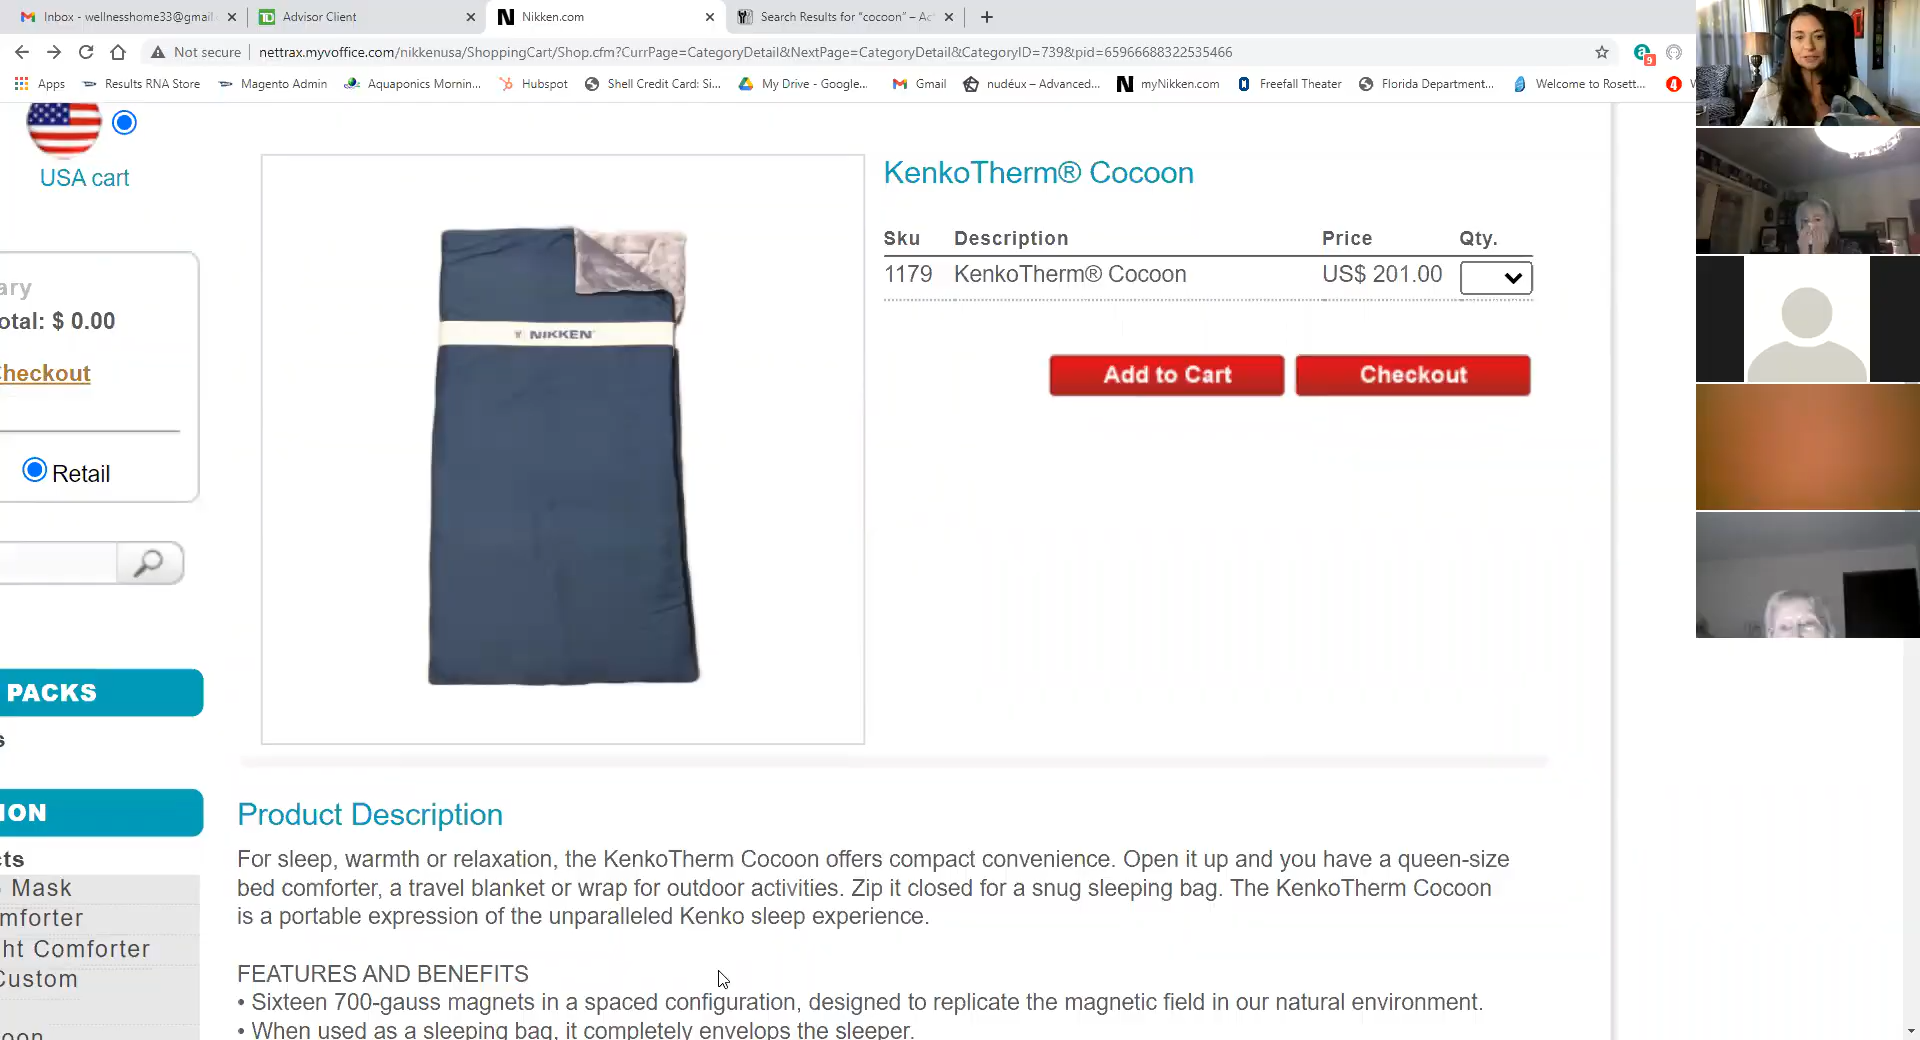 Inbox - wellnesshome33@gmail
Advisor Client
Nikken.com
Search Results for “cocoon” – Ac
Not secure
nettrax.myvoffice.com/nikkenusa/ShoppingCart/Shop.cfm?CurrPage=CategoryDetail&NextPage=CategoryDetail&CategoryID=7398&pid=65966688322535466
9
Apps
Results RNA Store
Magento Admin
Aquaponics Mornin...
Hubspot
Shell Credit Card: Si...
My Drive - Google...
Gmail
nudéux – Advanced...
myNikken.com
Freefall Theater
Florida Department...
Welcome to Rosett...
4
USA cart
KenkoTherm® Cocoon
Sku Description Price Qty.
1179 KenkoTherm® Cocoon US$ 201.00
Add to Cart
Checkout
ary
otal: $ 0.00
heckout
Retail
NIKKEN
PACKS
s
ION
cts
Mask
mforter
ht Comforter
Custom
oon
Product Description
For sleep, warmth or relaxation, the KenkoTherm Cocoon offers compact convenience. Open it up and you have a queen-size
bed comforter, a travel blanket or wrap for outdoor activities. Zip it closed for a snug sleeping bag. The KenkoTherm Cocoon
is a portable expression of the unparalleled Kenko sleep experience.
FEATURES AND BENEFITS
• Sixteen 700-gauss magnets in a spaced configuration, designed to replicate the magnetic field in our natural environment.
• When used as a sleeping bag, it completely envelops the sleeper.